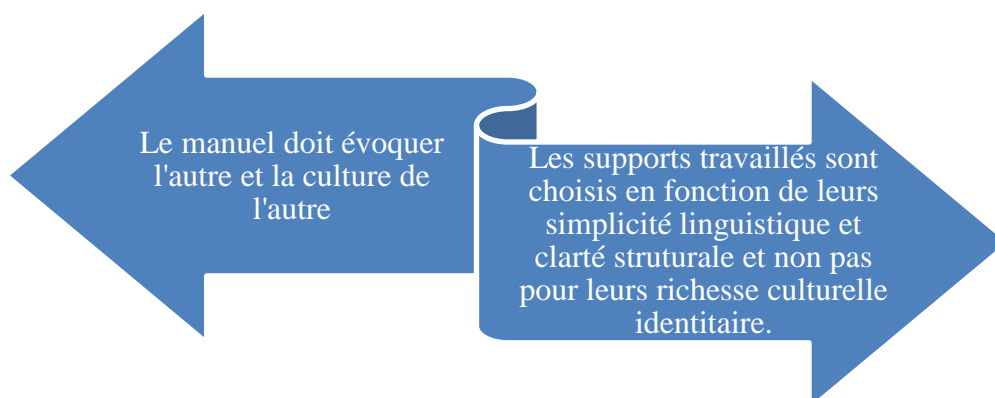 Le manuel doit évoquer
l'autre et la culture de
l'autre
Les supports travaillés sont
choisis en fonction de leurs
simplicité linguistique et
clarté struturale et non pas
pour leurs richesse culturelle
identitaire.